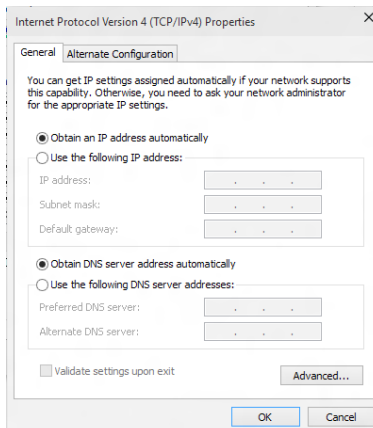 Internet Protocol Version 4 (TCP/IPv4) Properties
General
Alternate Configuration
You can get IP settings assigned automatically if your network supports
this capability. Otherwise, you need to ask your network administrator
for the appropriate IP settings.
Obtain an IP address automatically
Use the following IP address:
IP address:
Subnet mask:
Default gateway:
Obtain DNS server address automatically
Use the following DNS server addresses:
Preferred DNS server:
Alternate DNS server:
Validate settings upon exit
Advanced...
OK
Cancel